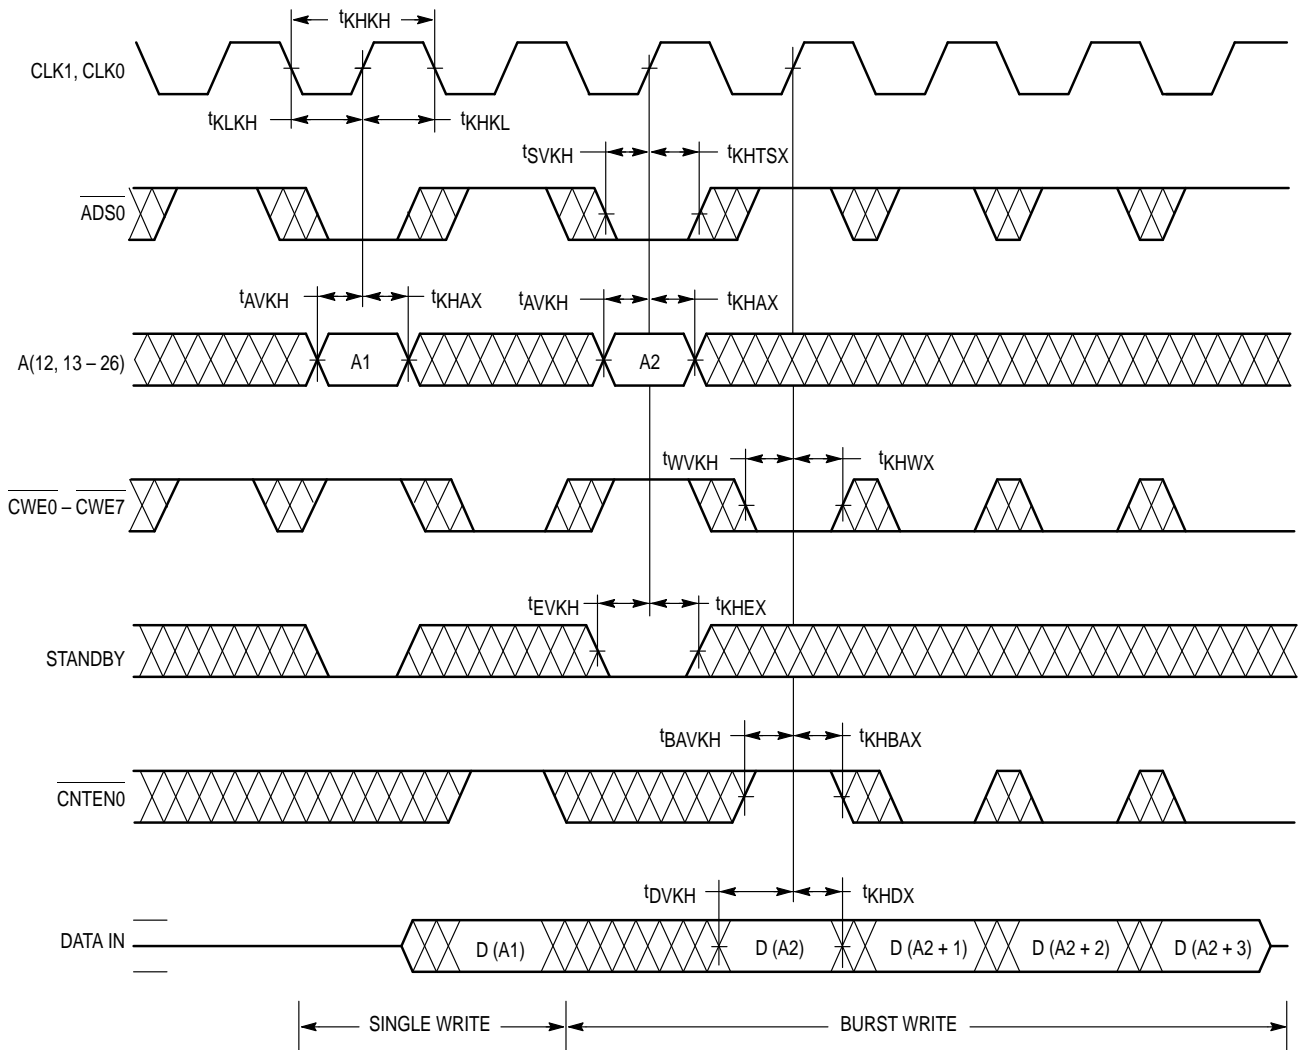 tKHKH
CLK1, CLK0
tKLKH tKHKL
tSVKH tKHTSX
ADS0
tAVKH tKHAX tAVKH tKHAX
A(12, 13 – 26) A1 A2
tWVKH tKHWX
CWE0 – CWE7
tEVKH tKHEX
STANDBY
tBAVKH tKHBAX
CNTEN0
tDVKH tKHDX
DATA IN D (A1) D (A2) D (A2 + 1) D (A2 + 2) D (A2 + 3)
SINGLE WRITE BURST WRITE